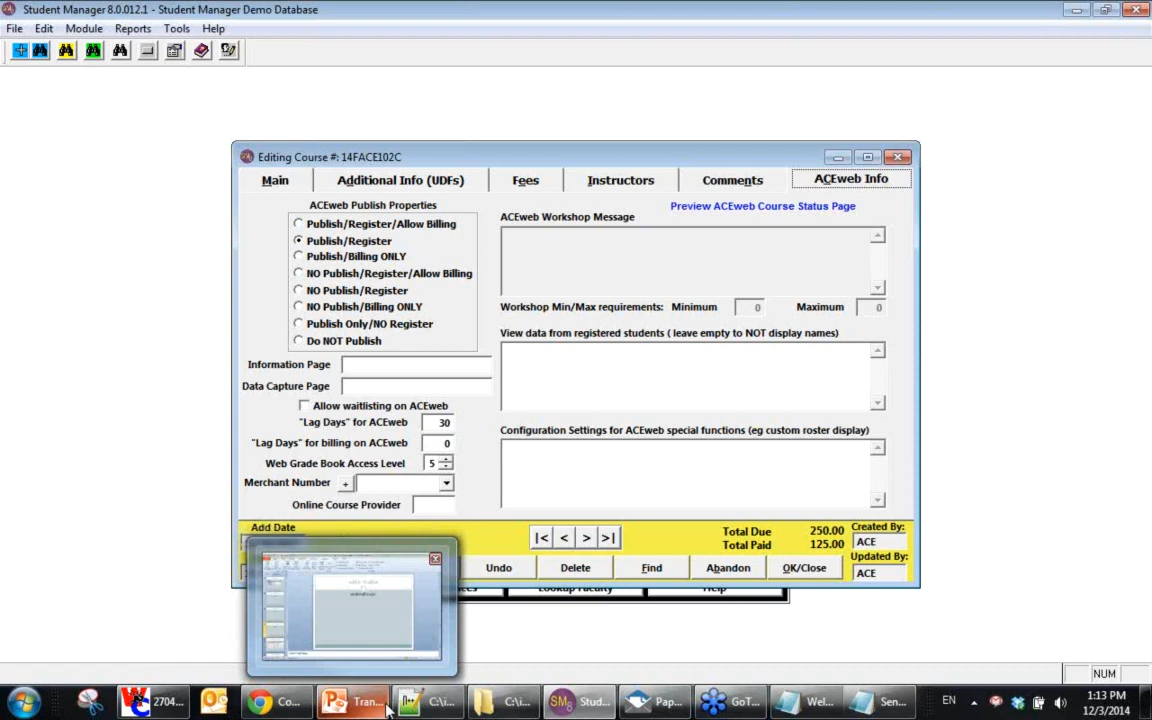 Student Manager 8.0.012.1 - Student Manager Demo Database
File Edit Module Reports Tools Help
Editing Course #: 14FACE102C
Main Additional Info (UDFs) Fees Instructors Comments ACEweb Info
ACEweb Publish Properties
Publish/Register/Allow Billing
Publish/Register
Publish/Billing ONLY
NO Publish/Register/Allow Billing
NO Publish/Register
NO Publish/Billing ONLY
Publish Only/NO Register
Do NOT Publish
Information Page
Data Capture Page
Allow waitlisting on ACEweb
"Lag Days" for ACEweb 30
"Lag Days" for billing on ACEweb 0
Web Grade Book Access Level 5
Merchant Number +
Online Course Provider
Preview ACEweb Course Status Page
ACEweb Workshop Message
Workshop Min/Max requirements: Minimum 0 Maximum 0
View data from registered students ( leave empty to NOT display names)
Configuration Settings for ACEweb special functions (eg custom roster display)
Add Date |< < > >| Total Due 250.00 Created By:
Total Paid 125.00 ACE
Updated By:
Undo Delete Find Abandon OK/Close ACE
Lookup Faculty Help
NUM
2704... Co... Tran... C:\i... C:\i... Stud... Pap... GoT... Wel... Sen... EN 1:13 PM
12/3/2014